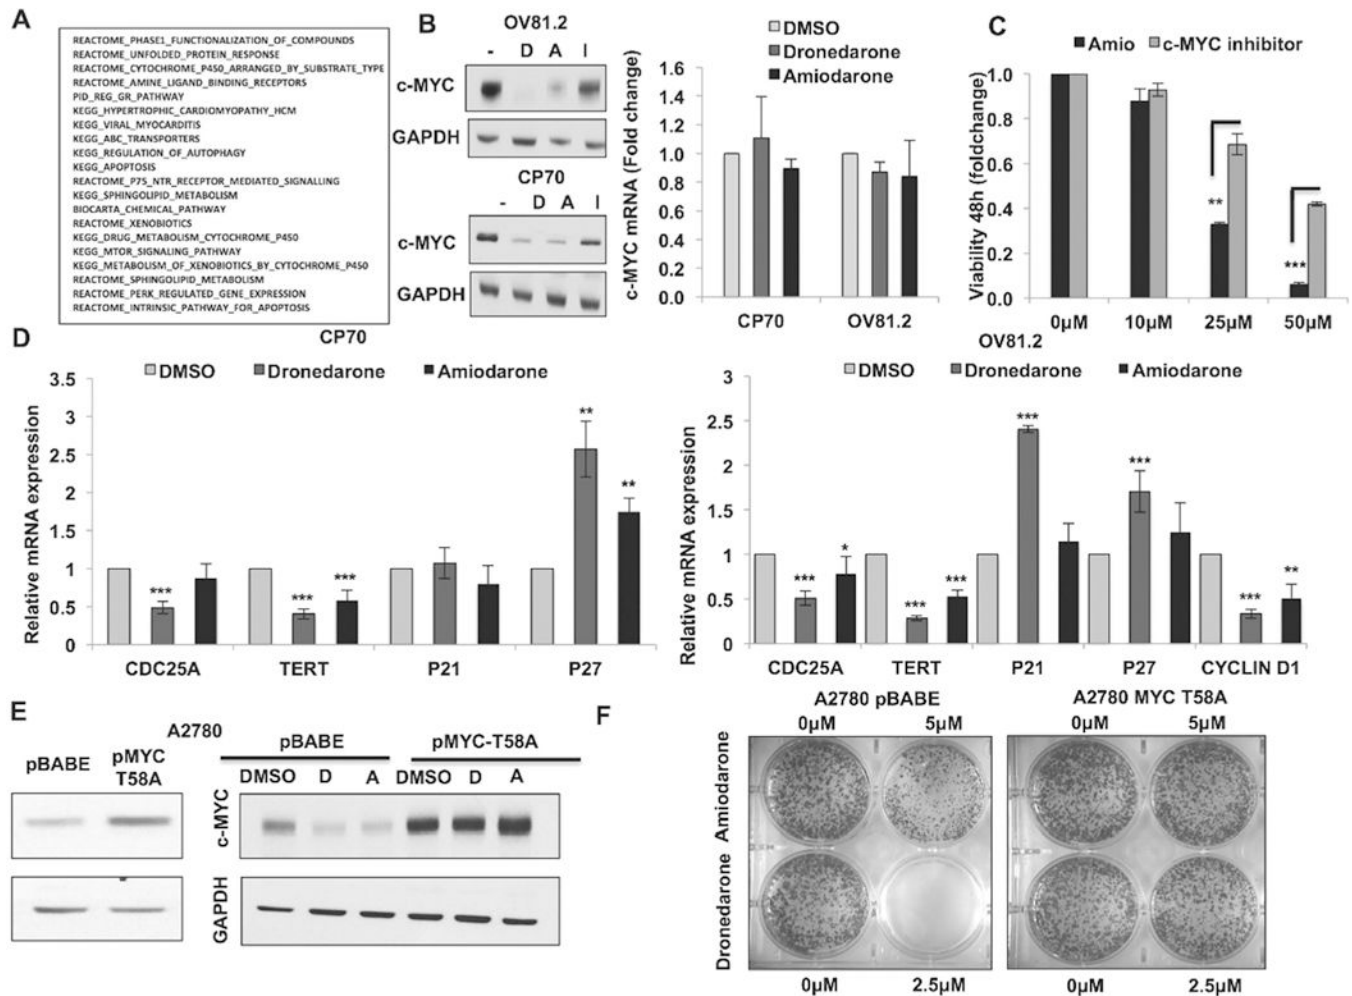 A
REACTOME_PHASE1_FUNCTIONALIZATION_OF_COMPOUNDS
REACTOME_UNFOLDED_PROTEIN_RESPONSE
REACTOME_CYTOCHROME_P450_ARRANGED_BY_SUBSTRATE_TYPE
REACTOME_AMINE_LIGAND_BINDING_RECEPTORS
PID_REG_GR_PATHWAY
KEGG_HYPERTROPHIC_CARDIOMYOPATHY_HCM
KEGG_VIRAL_MYOCARDITIS
KEGG_ABC_TRANSPORTERS
KEGG_REGULATION_OF_AUTOPHAGY
KEGG_APOPTOSIS
REACTOME_P75_NTR_RECEPTOR_MEDIATED_SIGNALLING
KEGG_SPHINGOLIPID_METABOLISM
BIOCARTA_CHEMICAL_PATHWAY
REACTOME_XENOBIOTICS
KEGG_DRUG_METABOLISM_CYTOCHROME_P450
KEGG_MTOR_SIGNALING_PATHWAY
KEGG_METABOLISM_OF_XENOBIOTICS_BY_CYTOCHROME_P450
REACTOME_SPHINGOLIPID_METABOLISM
REACTOME_PERK_REGULATED_GENE_EXPRESSION
REACTOME_INTRINSIC_PATHWAY_FOR_APOPTOSIS
B
OV81.2
- D A I
c-MYC
GAPDH
CP70
- D A I
c-MYC
GAPDH
DMSO
Dronedarone
Amiodarone
c-MYC mRNA (Fold change)
1.6
1.4
1.2
1.0
0.8
0.6
0.4
0.2
0.0
CP70 OV81.2
C
Amio c-MYC inhibitor
Viability 48h (foldchange)
1.0
0.8
0.6
0.4
0.2
0.0
**
***
0µM 10µM 25µM 50µM
D
CP70
DMSO Dronedarone Amiodarone
Relative mRNA expression
3.5
3
2.5
2
1.5
1
0.5
0
*** *** *** ** **
CDC25A TERT P21 P27
OV81.2
DMSO Dronedarone Amiodarone
Relative mRNA expression
3
2.5
2
1.5
1
0.5
0
*** * *** *** *** *** *** **
CDC25A TERT P21 P27 CYCLIN D1
E
A2780
pBABE pMYC T58A
pBABE pMYC-T58A
DMSO D A DMSO D A
c-MYC
GAPDH
F
A2780 pBABE A2780 MYC T58A
0µM 5µM 0µM 5µM
Amiodarone
Dronedarone
0µM 2.5µM 0µM 2.5µM